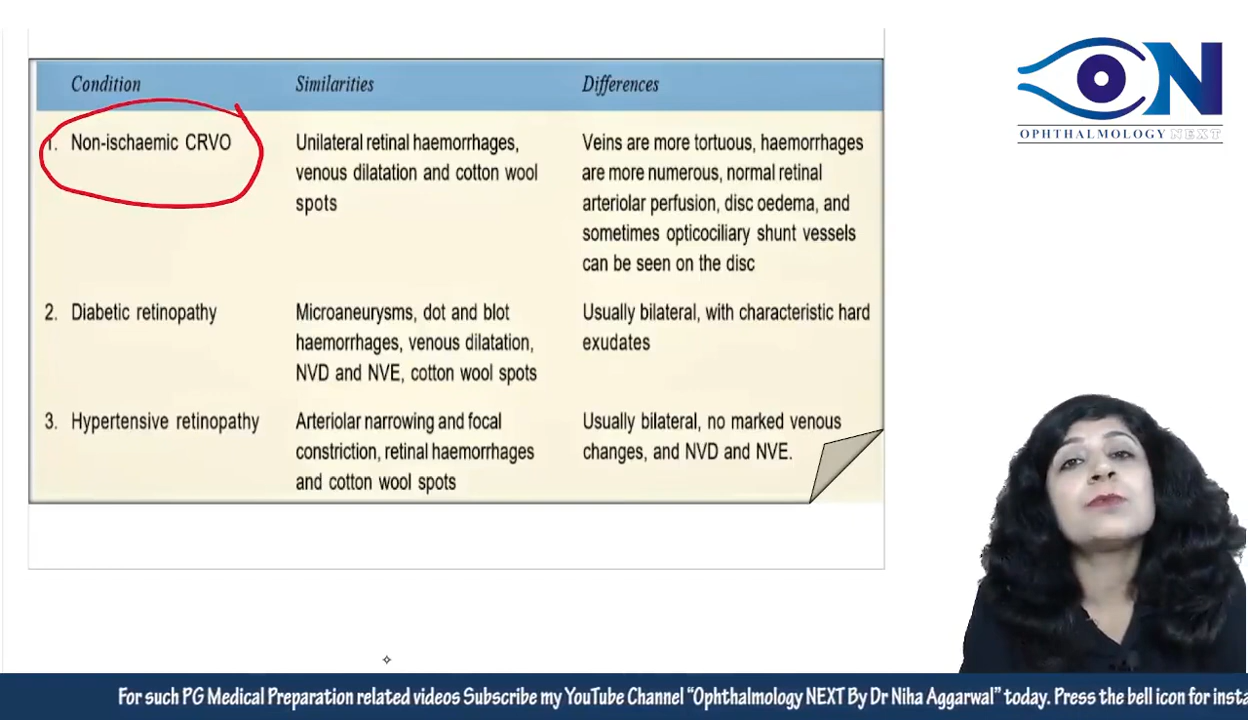 Condition Similarities Differences
1. Non-ischaemic CRVO Unilateral retinal haemorrhages, Veins are more tortuous, haemorrhages
venous dilatation and cotton wool are more numerous, normal retinal
spots arteriolar perfusion, disc oedema, and
sometimes opticociliary shunt vessels
can be seen on the disc
2. Diabetic retinopathy Microaneurysms, dot and blot Usually bilateral, with characteristic hard
haemorrhages, venous dilatation, exudates
NVD and NVE, cotton wool spots
3. Hypertensive retinopathy Arteriolar narrowing and focal Usually bilateral, no marked venous
constriction, retinal haemorrhages changes, and NVD and NVE.
and cotton wool spots
ON
OPHTHALMOLOGY NEXT
For such PG Medical Preparation related videos Subscribe my YouTube Channel “Ophthalmology NEXT By Dr Niha Aggarwal” today. Press the bell icon for insta